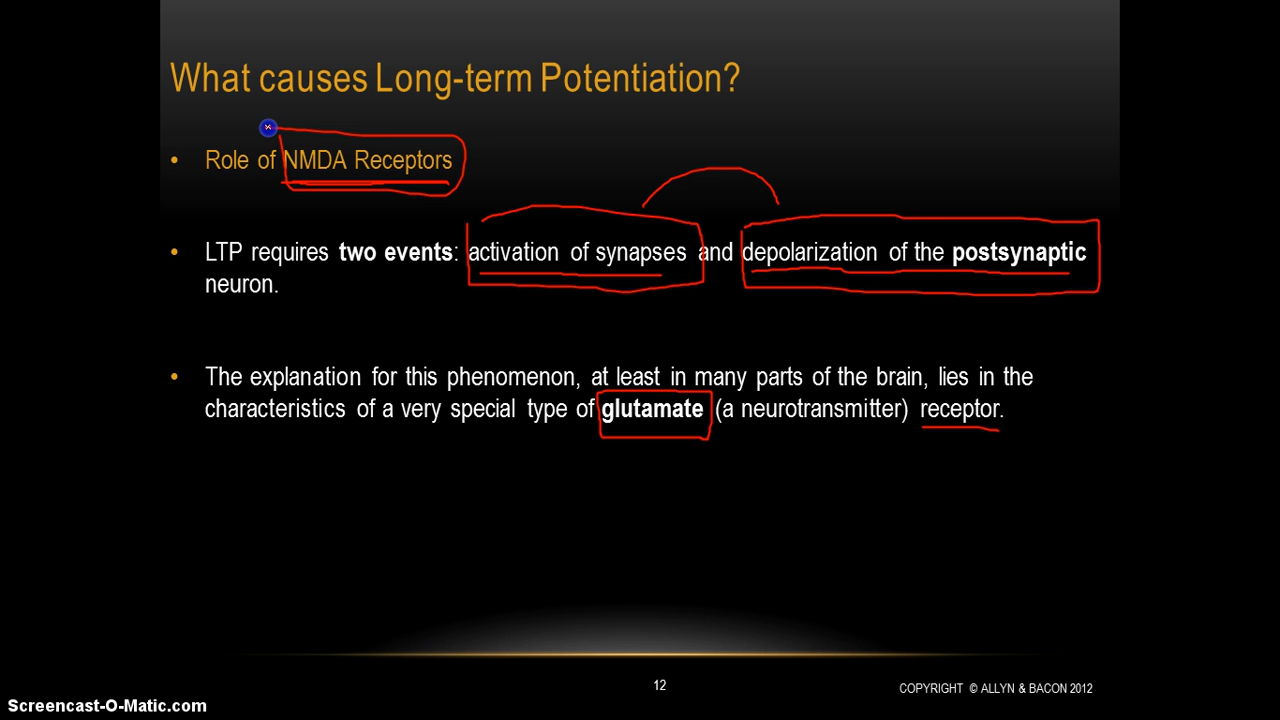 What causes Long-term Potentiation?
• Role of NMDA Receptors
• LTP requires two events: activation of synapses and depolarization of the postsynaptic
neuron.
• The explanation for this phenomenon, at least in many parts of the brain, lies in the
characteristics of a very special type of glutamate (a neurotransmitter) receptor.
12
COPYRIGHT © ALLYN & BACON 2012
Screencast-O-Matic.com